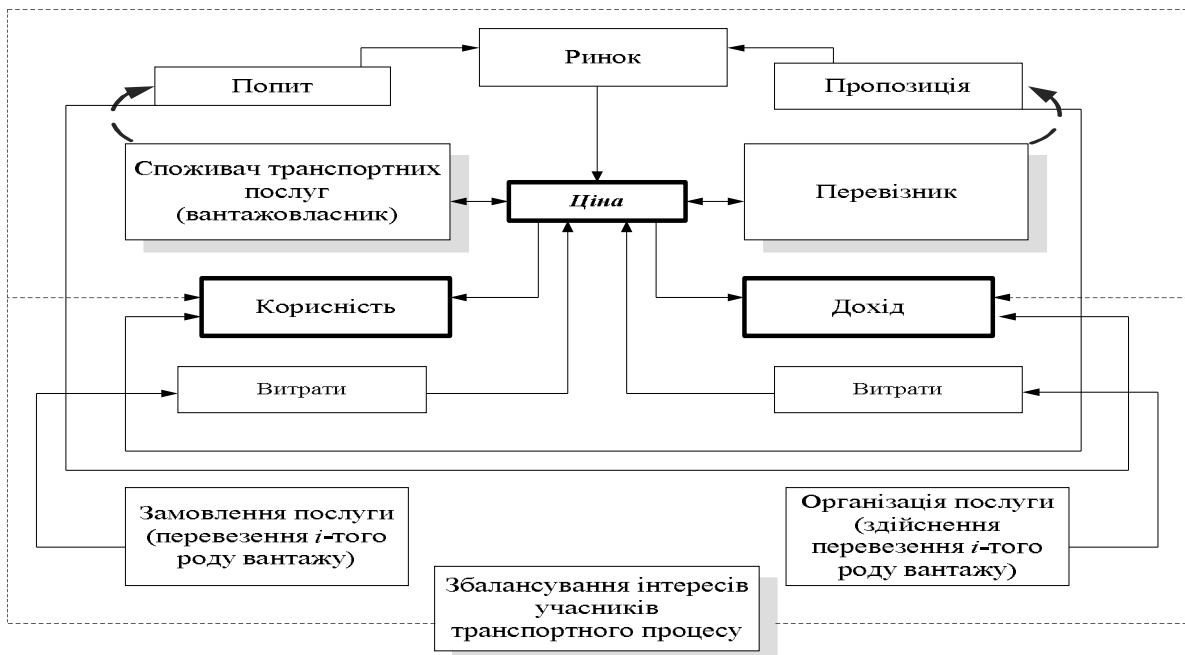 Ринок
Попит
Пропозиція
Споживач транспортних
послуг
(вантажовласник)
Ціна
Перевізник
Корисність
Дохід
Витрати
Витрати
Замовлення послуги
(перевезення і-того
роду вантажу)
Організація послуги
(здійснення
перевезення і-того
роду вантажу)
Збалансування інтересів
учасників
транспортного процесу